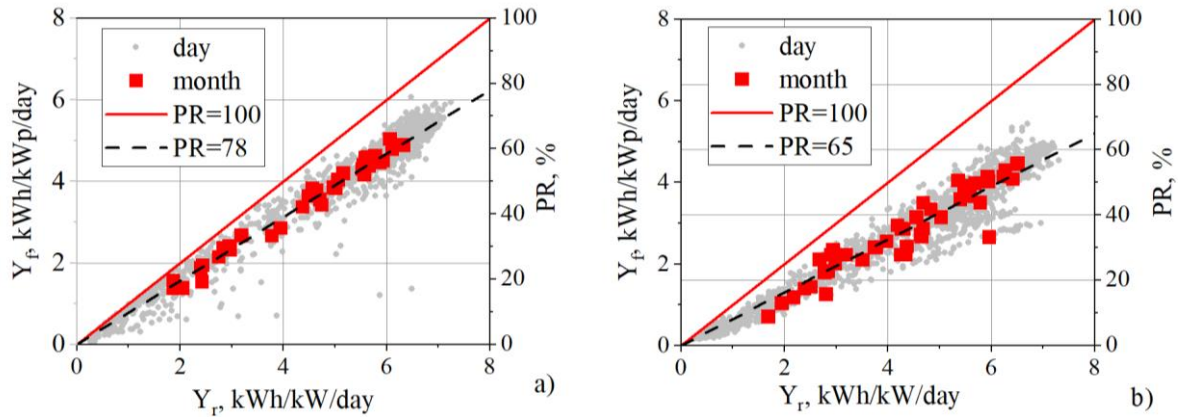 8
6
4
2
0
Y_f, kWh/kWp/day
day
month
PR=100
PR=78
100
80
60
40
20
0
PR, %
0 2 4 6 8
Y_r, kWh/kW/day
a)
8
6
4
2
0
Y_f, kWh/kWp/day
day
month
PR=100
PR=65
100
80
60
40
20
0
PR, %
0 2 4 6 8
Y_r, kWh/kW/day
b)